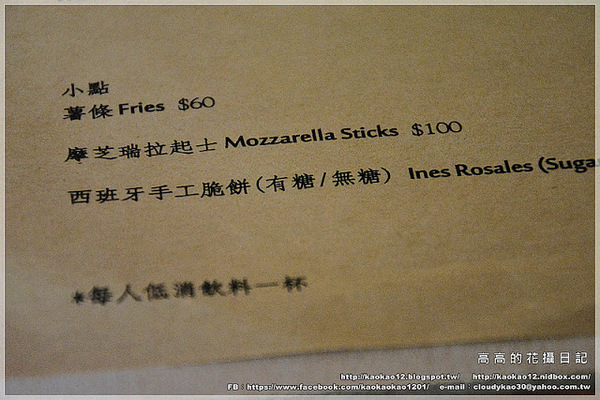 小點
薯條 Fries $60
摩芝瑞拉起士 Mozzarella Sticks $100
西班牙手工脆餅(有糖/無糖) Ines Rosales (Suga
*每人低消飲料一杯
高高的花攝日記
http://kaokao12.blogspot.tw/ http://kaokao12.nidbox.com/
FB：https://www.facebook.com/kaokaokao1201/ e-mail：cloudykao30@yahoo.com.tw